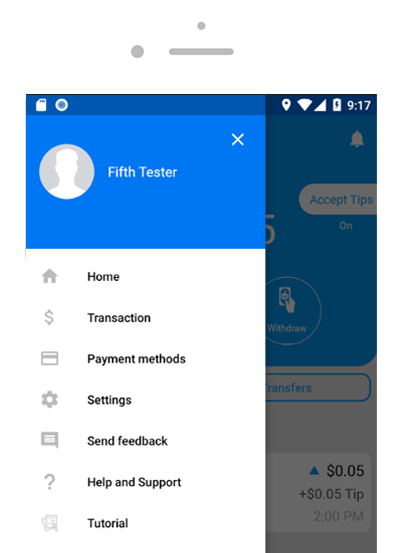 9:17
Fifth Tester
Accept Tips
On
5
Withdraw
Home
Transaction
Payment methods
ransfers
Settings
Send feedback
$0.05
Help and Support
+$0.05 Tip
2:00 PM
Tutorial